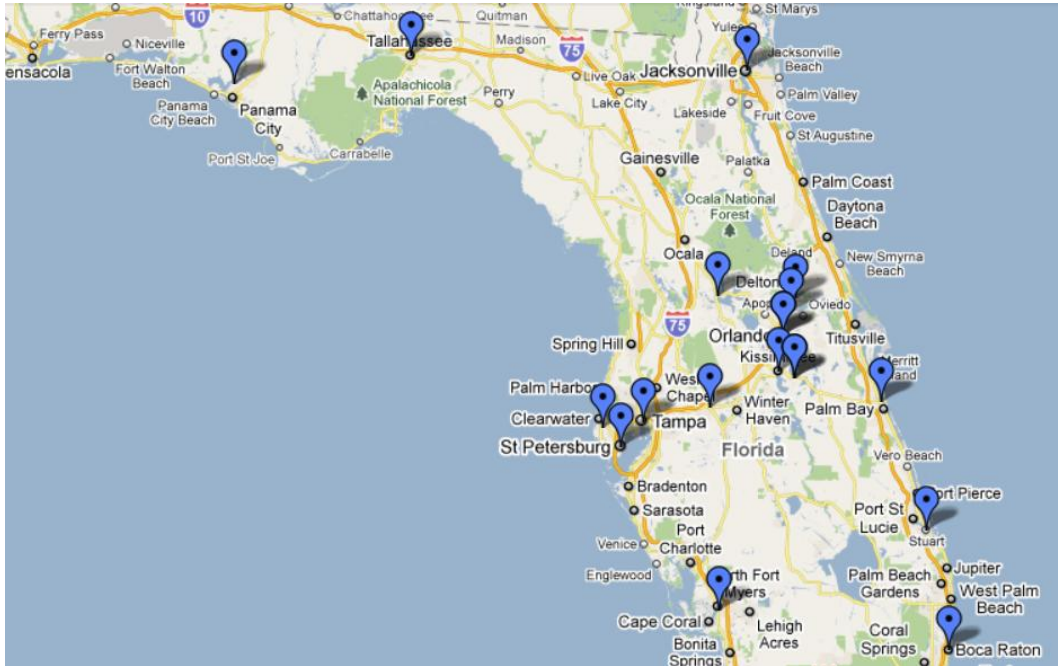 Kingsland
St Marys
10
Chattahoochee
Quitman
Yulee
Ferry Pass
Niceville
Tallahassee
Madison
75
Jacksonville
Jacksonville
Beach
Fort Walton
Beach
Live Oak
Apalachicola
National Forest
Perry
Lake City
Palm Valley
Lakeside
Fruit Cove
Panama
City Beach
Panama
City
St Augustine
Port St Joe
Carrabelle
Gainesville
Palatka
Palm Coast
Ocala National
Forest
Daytona
Beach
Ocala
Deland
New Smyrna
Beach
Oviedo
75
Titusville
Spring Hill
Palm Harbor
Clearwater
Tampa
Winter
Haven
Palm Bay
St Petersburg
Florida
Vero Beach
Bradenton
Sarasota
Port St
Lucie
Stuart
Venice
Port
Charlotte
Englewood
Jupiter
Palm Beach
Gardens
West Palm
Beach
Cape Coral
Lehigh
Acres
Bonita
Springs
Coral
Springs
Boca Raton